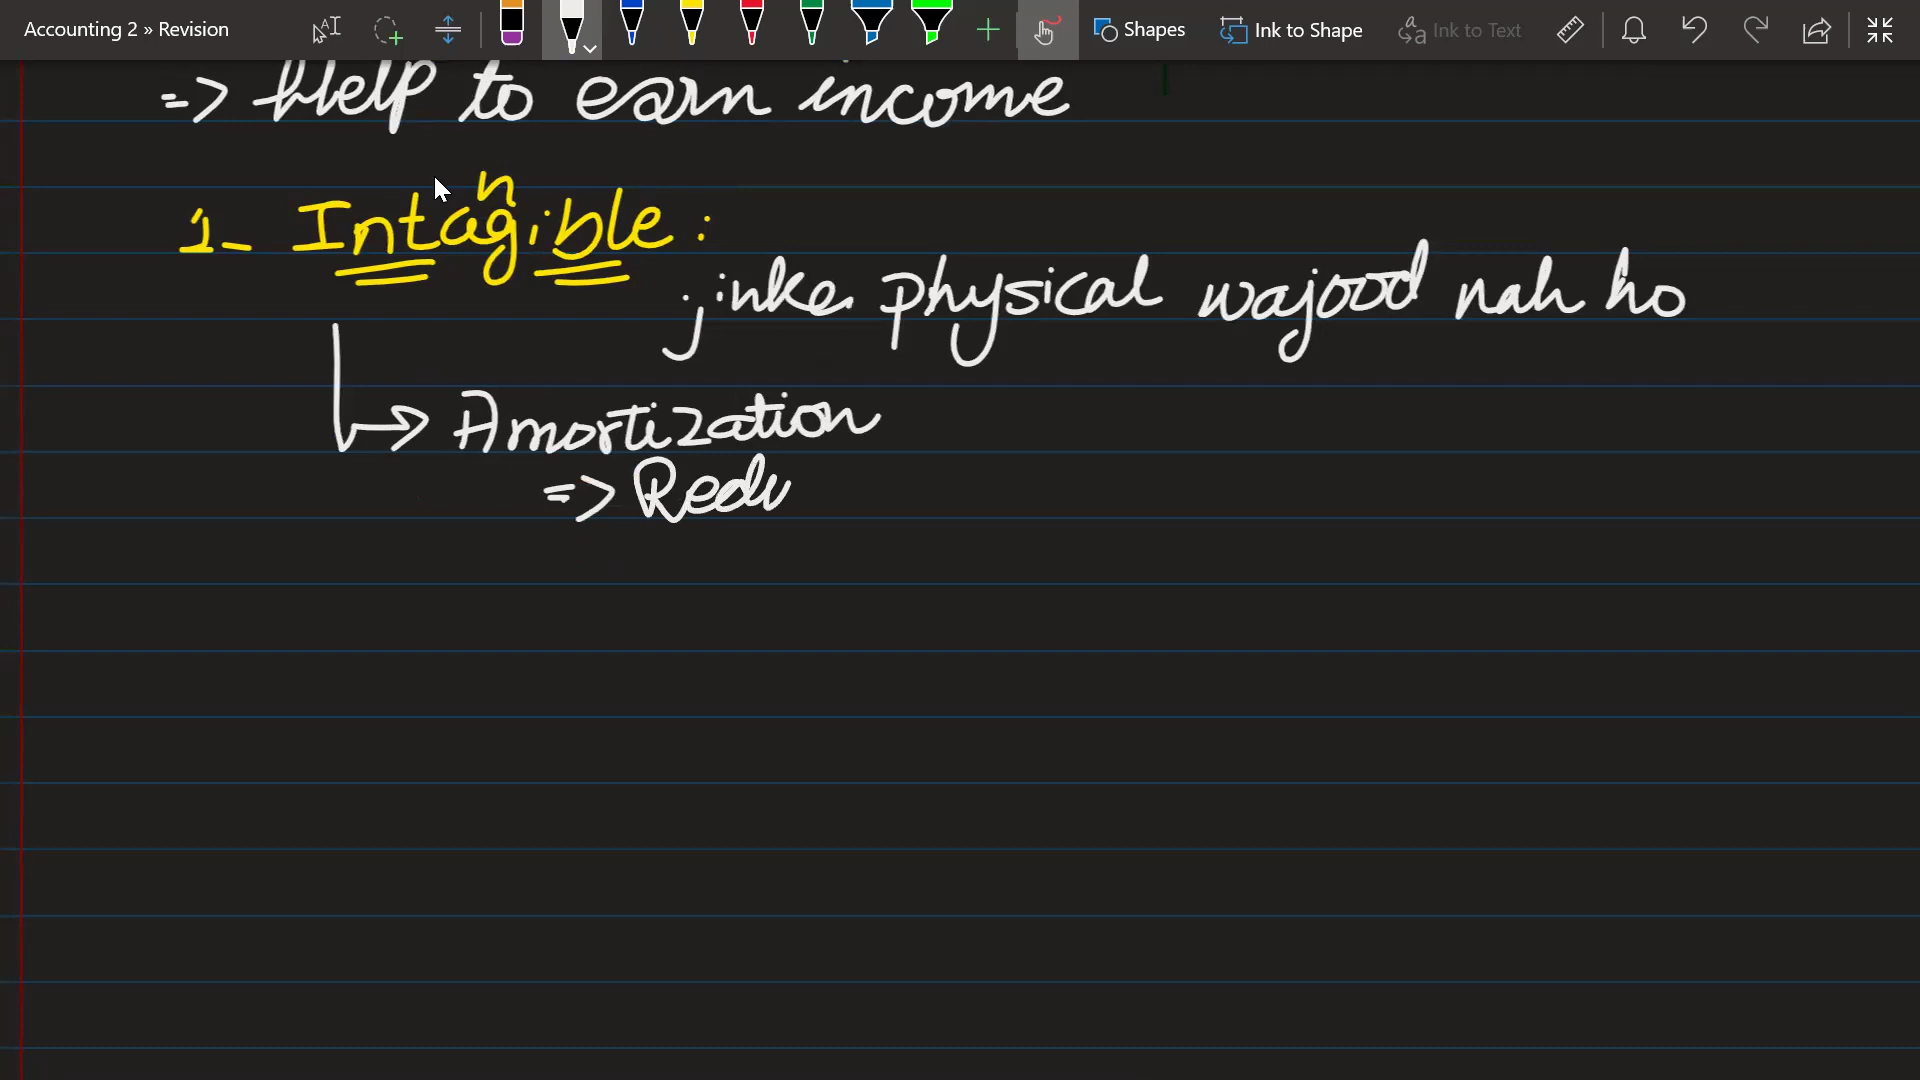 Accounting 2 » Revision
Shapes
Ink to Shape
Ink to Text
=> Help to earn income
1- Intangible :
jinke physical wajood nah ho
Amortization
=> Redu